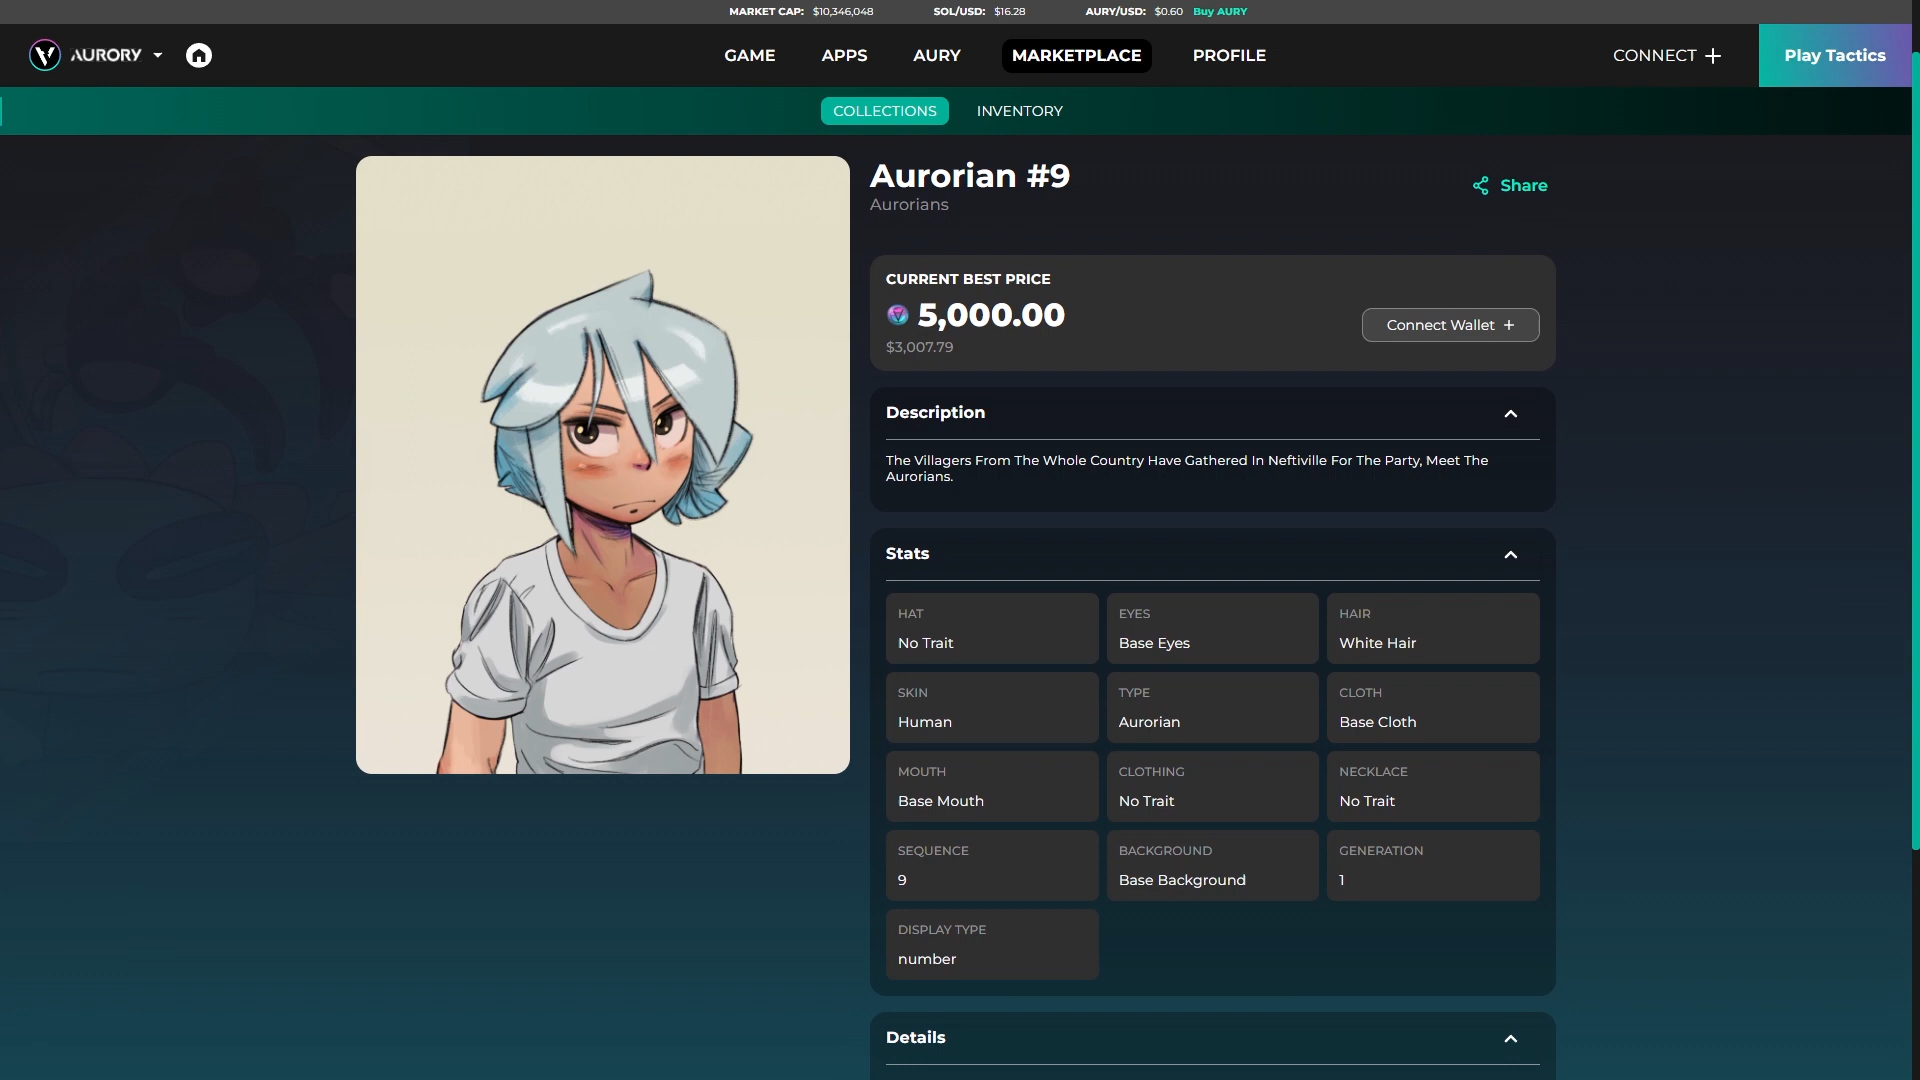 MARKET CAP: $10,346,048 SOL/USD: $16.28 AURY/USD: $0.60 Buy AURY
AURORY GAME APPS AURY MARKETPLACE PROFILE CONNECT Play Tactics
COLLECTIONS INVENTORY
Aurorian #9
Aurorians
Share
CURRENT BEST PRICE
5,000.00
$3,007.79
Connect Wallet +
Description
The Villagers From The Whole Country Have Gathered In Neftiville For The Party, Meet The
Aurorians.
Stats
HAT EYES HAIR
No Trait Base Eyes White Hair
SKIN TYPE CLOTH
Human Aurorian Base Cloth
MOUTH CLOTHING NECKLACE
Base Mouth No Trait No Trait
SEQUENCE BACKGROUND GENERATION
9 Base Background 1
DISPLAY TYPE
number
Details